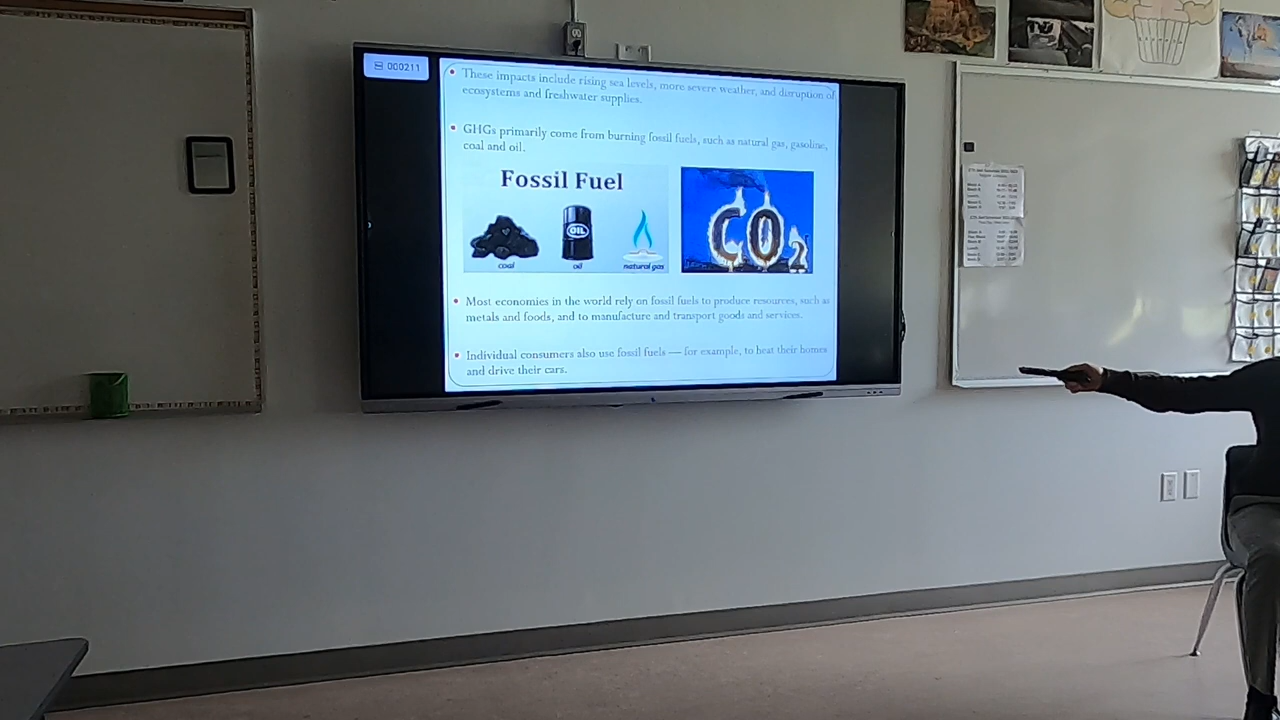 000211
These impacts include rising sea levels, more severe weather, and disruption of
ecosystems and freshwater supplies.
GHGs primarily come from burning fossil fuels, such as natural gas, gasoline,
coal and oil.
Fossil Fuel
OIL
coal
oil
natural gas
CO2
Most economies in the world rely on fossil fuels to produce resources, such as
metals and foods, and to manufacture and transport goods and services.
Individual consumers also use fossil fuels — for example, to heat their homes
and drive their cars.